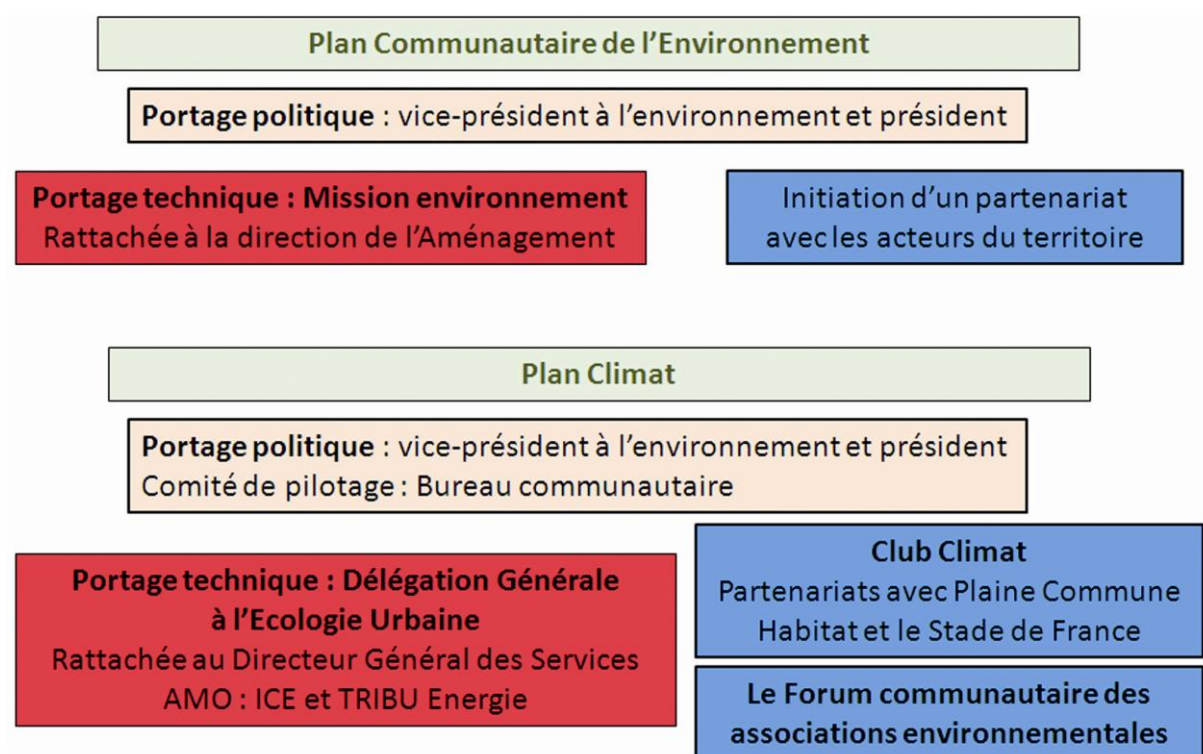 Plan Communautaire de l’Environnement
Portage politique : vice-président à l’environnement et président
Portage technique : Mission environnement
Rattachée à la direction de l’Aménagement
Initiation d’un partenariat
avec les acteurs du territoire
Plan Climat
Portage politique : vice-président à l’environnement et président
Comité de pilotage : Bureau communautaire
Portage technique : Délégation Générale
à l’Ecologie Urbaine
Rattachée au Directeur Général des Services
AMO : ICE et TRIBU Energie
Club Climat
Partenariats avec Plaine Commune
Habitat et le Stade de France
Le Forum communautaire des
associations environnementales